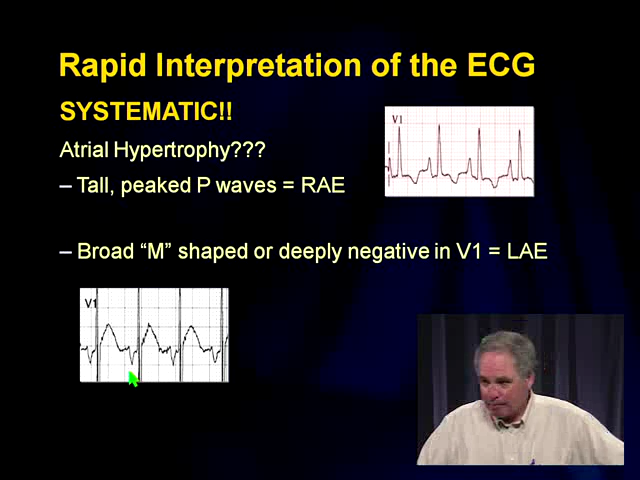 Rapid Interpretation of the ECG
SYSTEMATIC!!
V1
Atrial Hypertrophy???
– Tall, peaked P waves = RAE
– Broad “M” shaped or deeply negative in V1 = LAE
V1